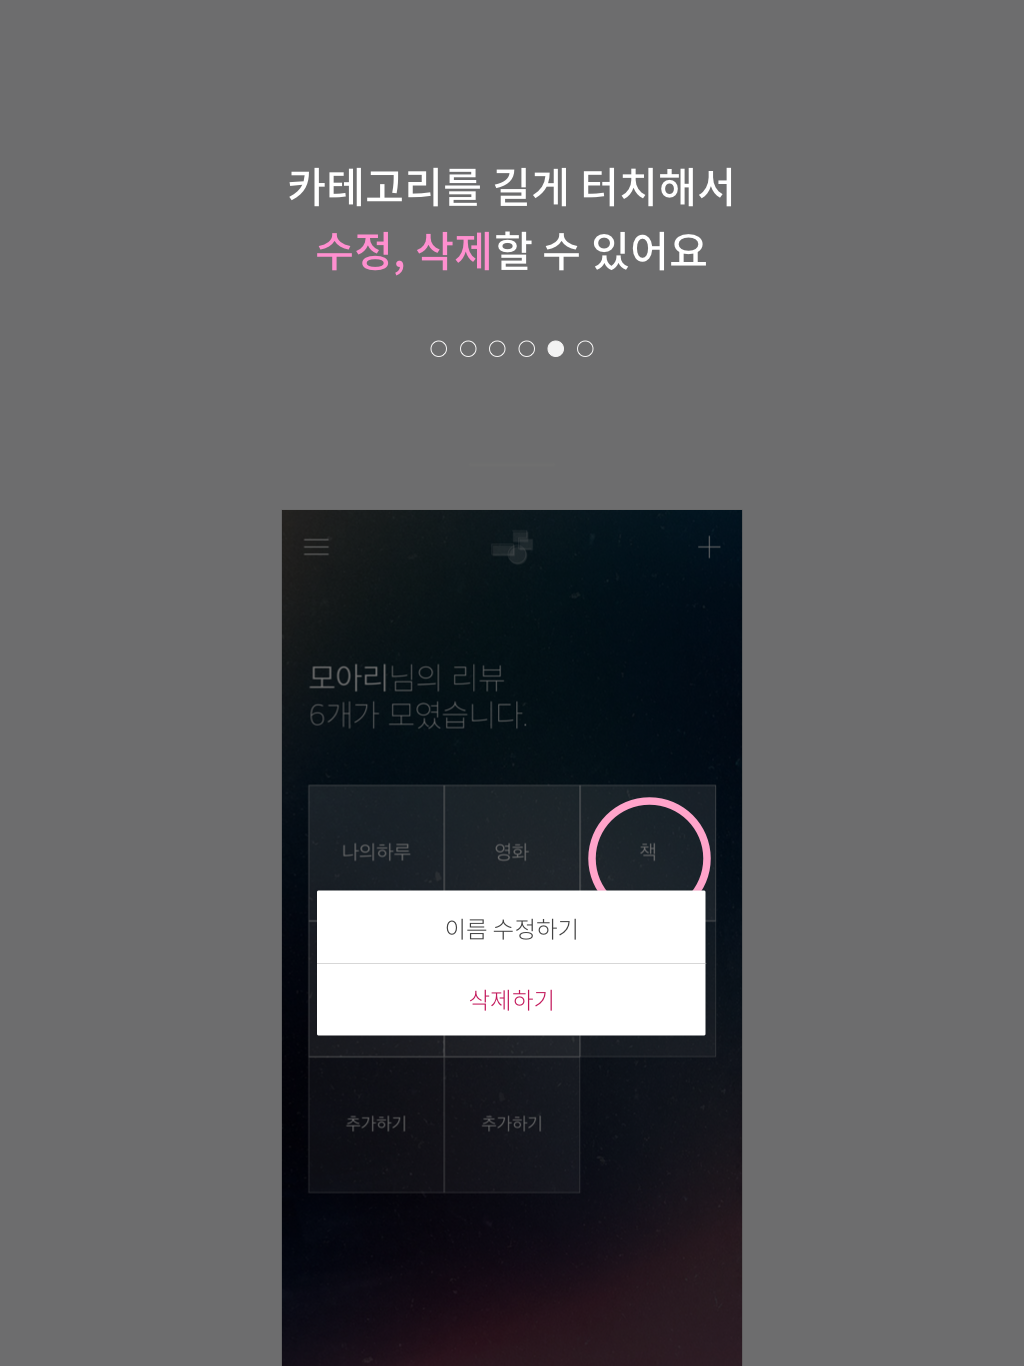 카테고리를 길게 터치해서
수정, 삭제할 수 있어요
모아리님의 리뷰
6개가 모였습니다.
나의하루
영화
책
이름 수정하기
삭제하기
추가하기
추가하기